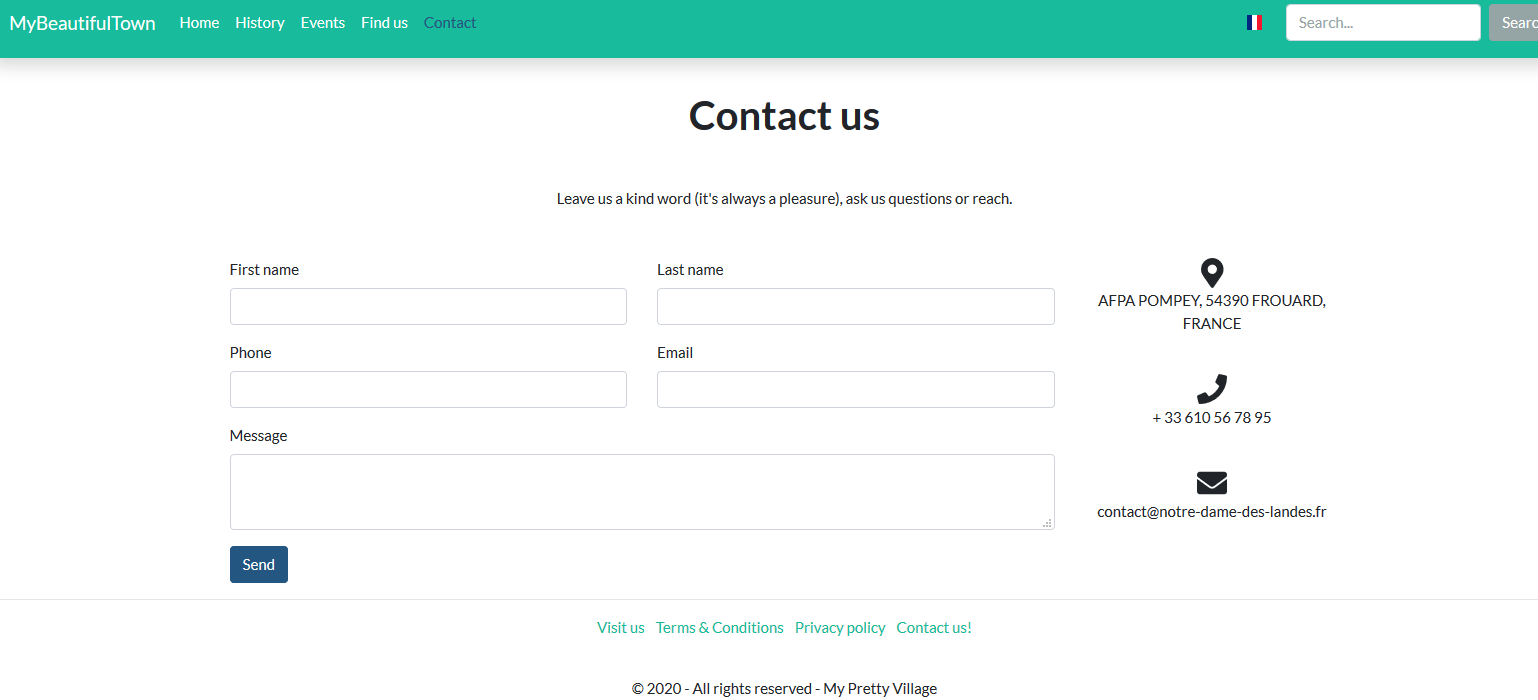 MyBeautifulTown Home History Events Find us Contact Search... Searc
Contact us
Leave us a kind word (it's always a pleasure), ask us questions or reach.
First name Last name
Phone Email
Message
Send
AFPA POMPEY, 54390 FROUARD,
FRANCE
+ 33 610 56 78 95
contact@notre-dame-des-landes.fr
Visit us Terms & Conditions Privacy policy Contact us!
© 2020 - All rights reserved - My Pretty Village